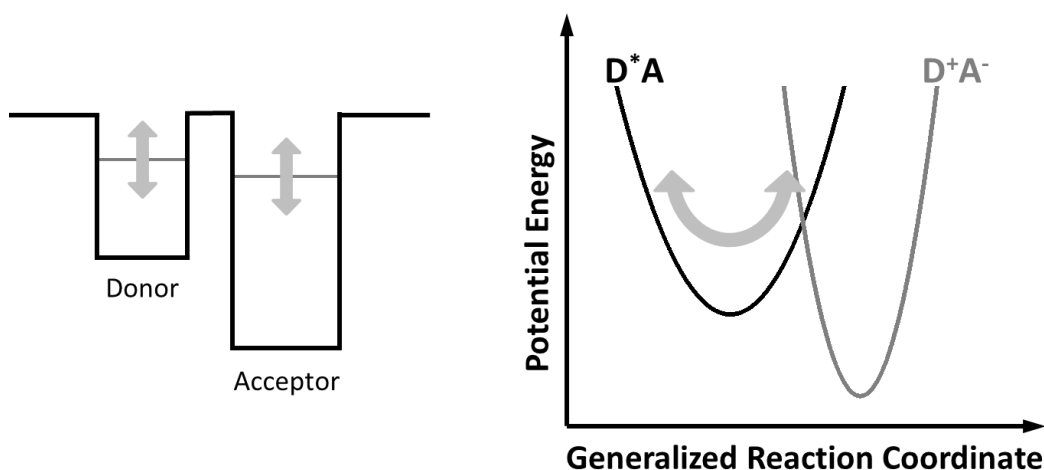 Donor
Acceptor
D*A
D⁺A⁻
Potential Energy
Generalized Reaction Coordinate